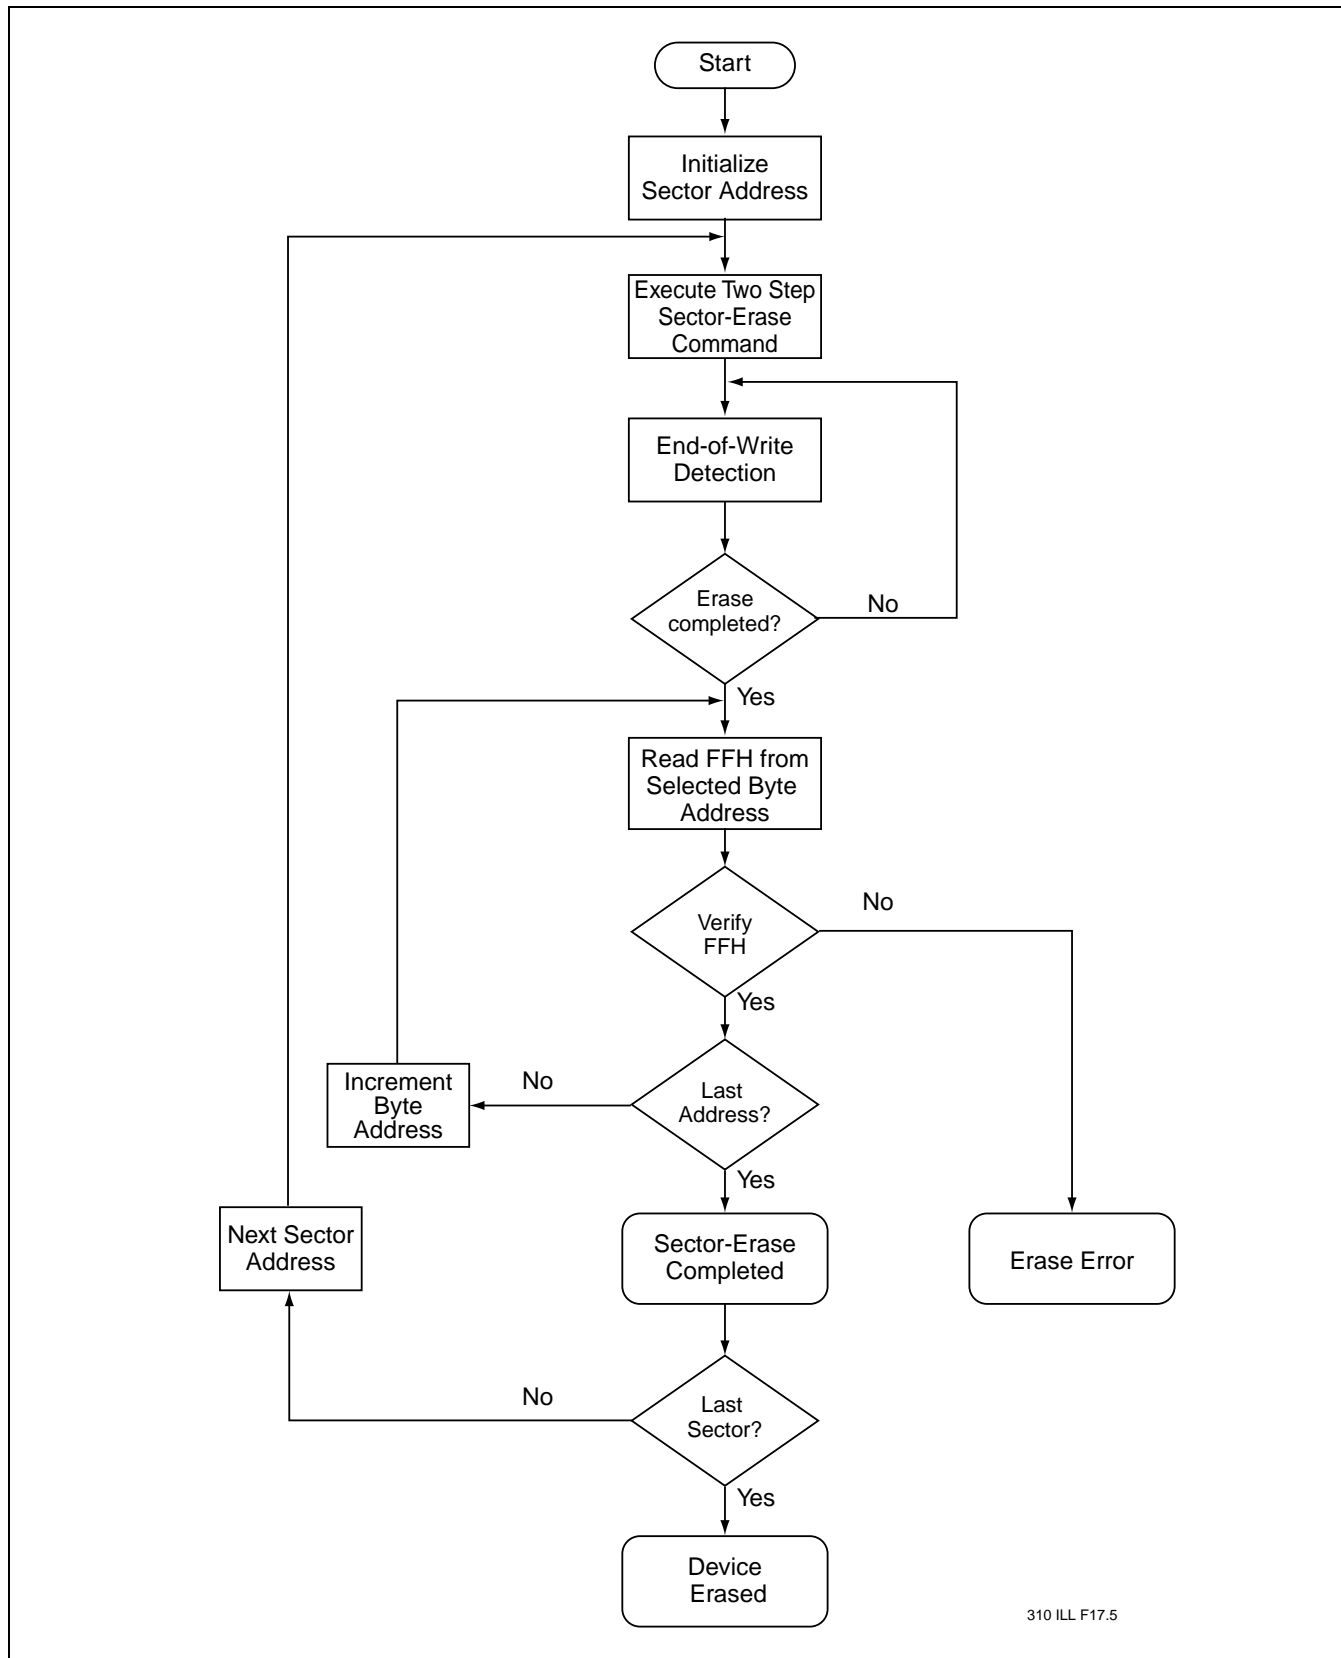 Start
Initialize
Sector Address
Execute Two Step
Sector-Erase
Command
End-of-Write
Detection
Erase
completed?
No
Yes
Read FFH from
Selected Byte
Address
Verify
FFH
No
Yes
Last
Address?
No
Increment
Byte
Address
Yes
Sector-Erase
Completed
Erase Error
Next Sector
Address
Last
Sector?
No
Yes
Device
Erased
310 ILL F17.5